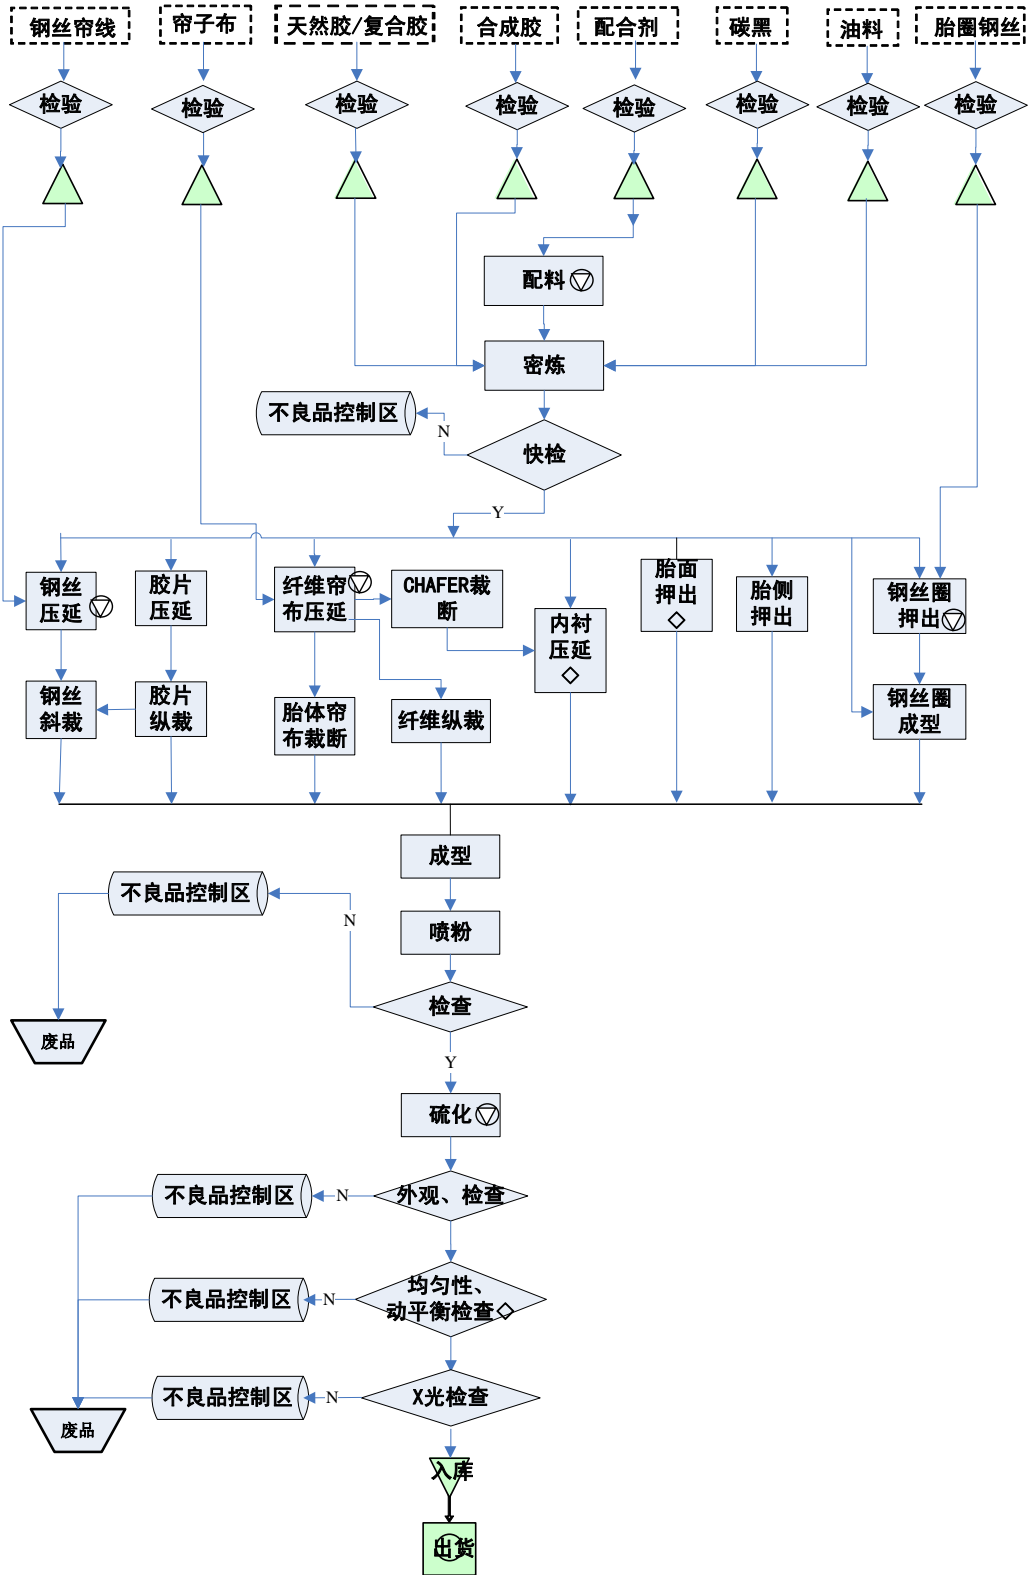 钢丝帘线
帘子布
天然胶/复合胶
合成胶
配合剂
碳黑
油料
胎圈钢丝
检验
检验
检验
检验
检验
检验
检验
检验
配料
密炼
不良品控制区
N
快检
Y
钢丝
压延
胶片
压延
纤维帘
布压延
CHAFER裁
断
内衬
压延
胎面
押出
胎侧
押出
钢丝圈
押出
钢丝
斜裁
胶片
纵裁
胎体帘
布裁断
纤维纵裁
钢丝圈
成型
成型
不良品控制区
N
喷粉
检查
废品
Y
硫化
不良品控制区
N
外观、检查
不良品控制区
N
均匀性、
动平衡检查
不良品控制区
N
X光检查
废品
入库
出货